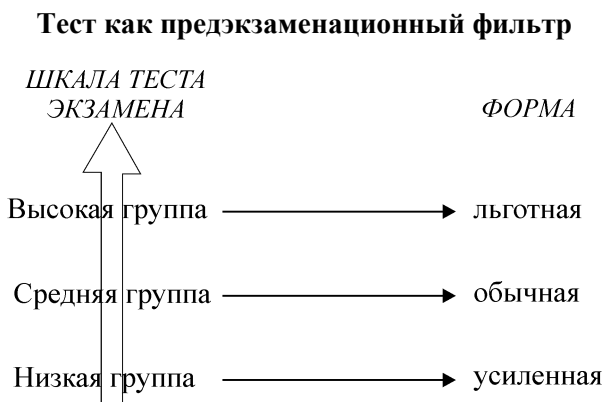 Тест как предэкзаменационный фильтр
ШКАЛА ТЕСТА
ЭКЗАМЕНА
ФОРМА
Высокая группа льготная
Средняя группа обычная
Низкая группа усиленная